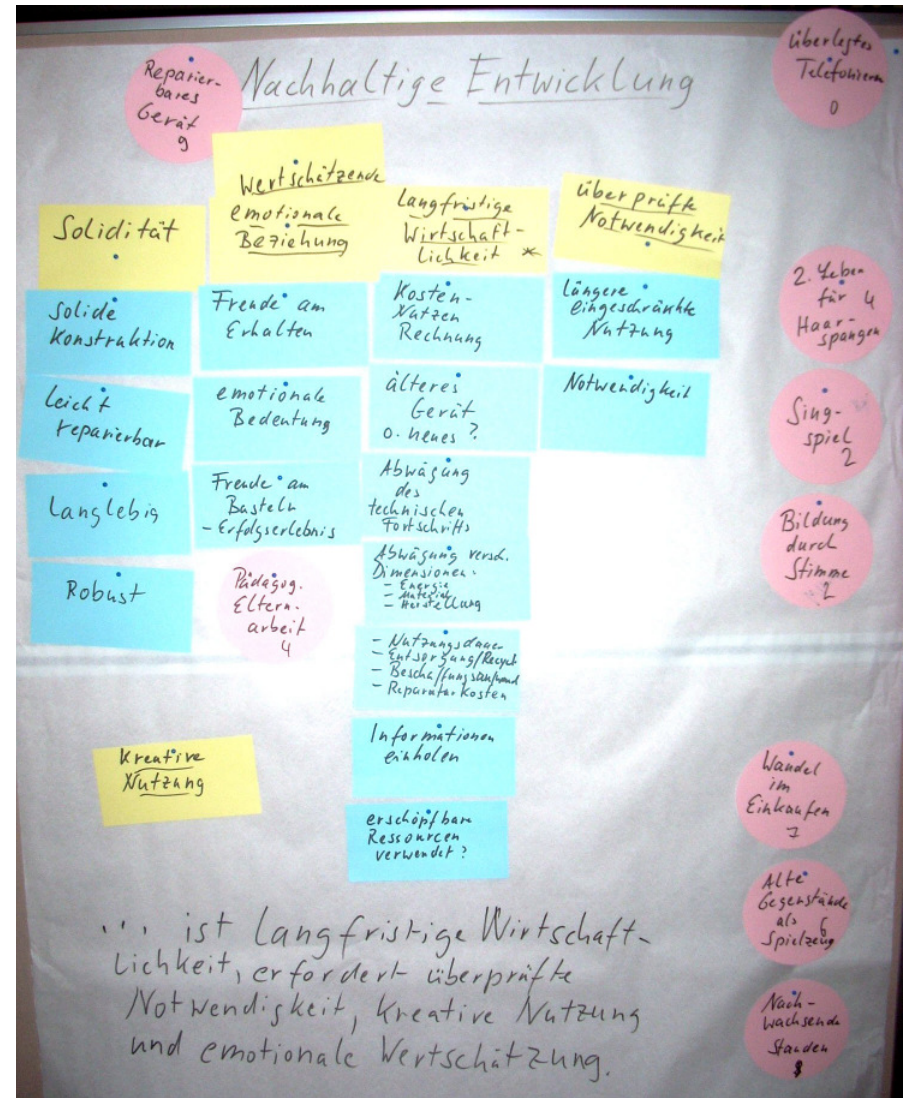 Nachhaltige Entwicklung
Reparier-
bares
Gerät
9
Überlegtes
Telefonieren
0
Solidität
Solide
Konstruktion
Leicht
reparierbar
Langlebig
Robust
Wertschätzende
emotionale
Beziehung
Freude am
Erhalten
emotionale
Bedeutung
Freude am
Basteln
- Erfolgserlebnis
Pädagog.
Eltern.
arbeit
4
Langfristige
Wirtschaft-
lichkeit *
Kosten-
Nutzen
Rechnung
älteres
Gerät
o. neues?
Abwägung
des
technischen
Fortschritts
Abwägung versch.
Dimensionen.
- Energie
- Material
- Herstellung
- Nutzungsdauer
- Entsorgung/Recycl
- Beschaffungsaufwand
- Reparaturkosten
Informationen
einholen
erschöpfbare
Ressourcen
verwendet?
überprüfte
Notwendigkeit
Längere
eingeschränkte
Nutzung
Notwendigkeit
Kreative
Nutzung
2. Leben
für 4
Haar-
spangen
Sing-
spiel
2
Bildung
durch
Stimme
2
Wandel
im
Einkaufen
Alte
Gegenstände
als 6
Spielzeug
Nach-
wachsende
... ist langfristige Wirtschaft-
lichkeit, erfordert überprüfte
Notwendigkeit, kreative Nutzung
und emotionale Wertschätzung.